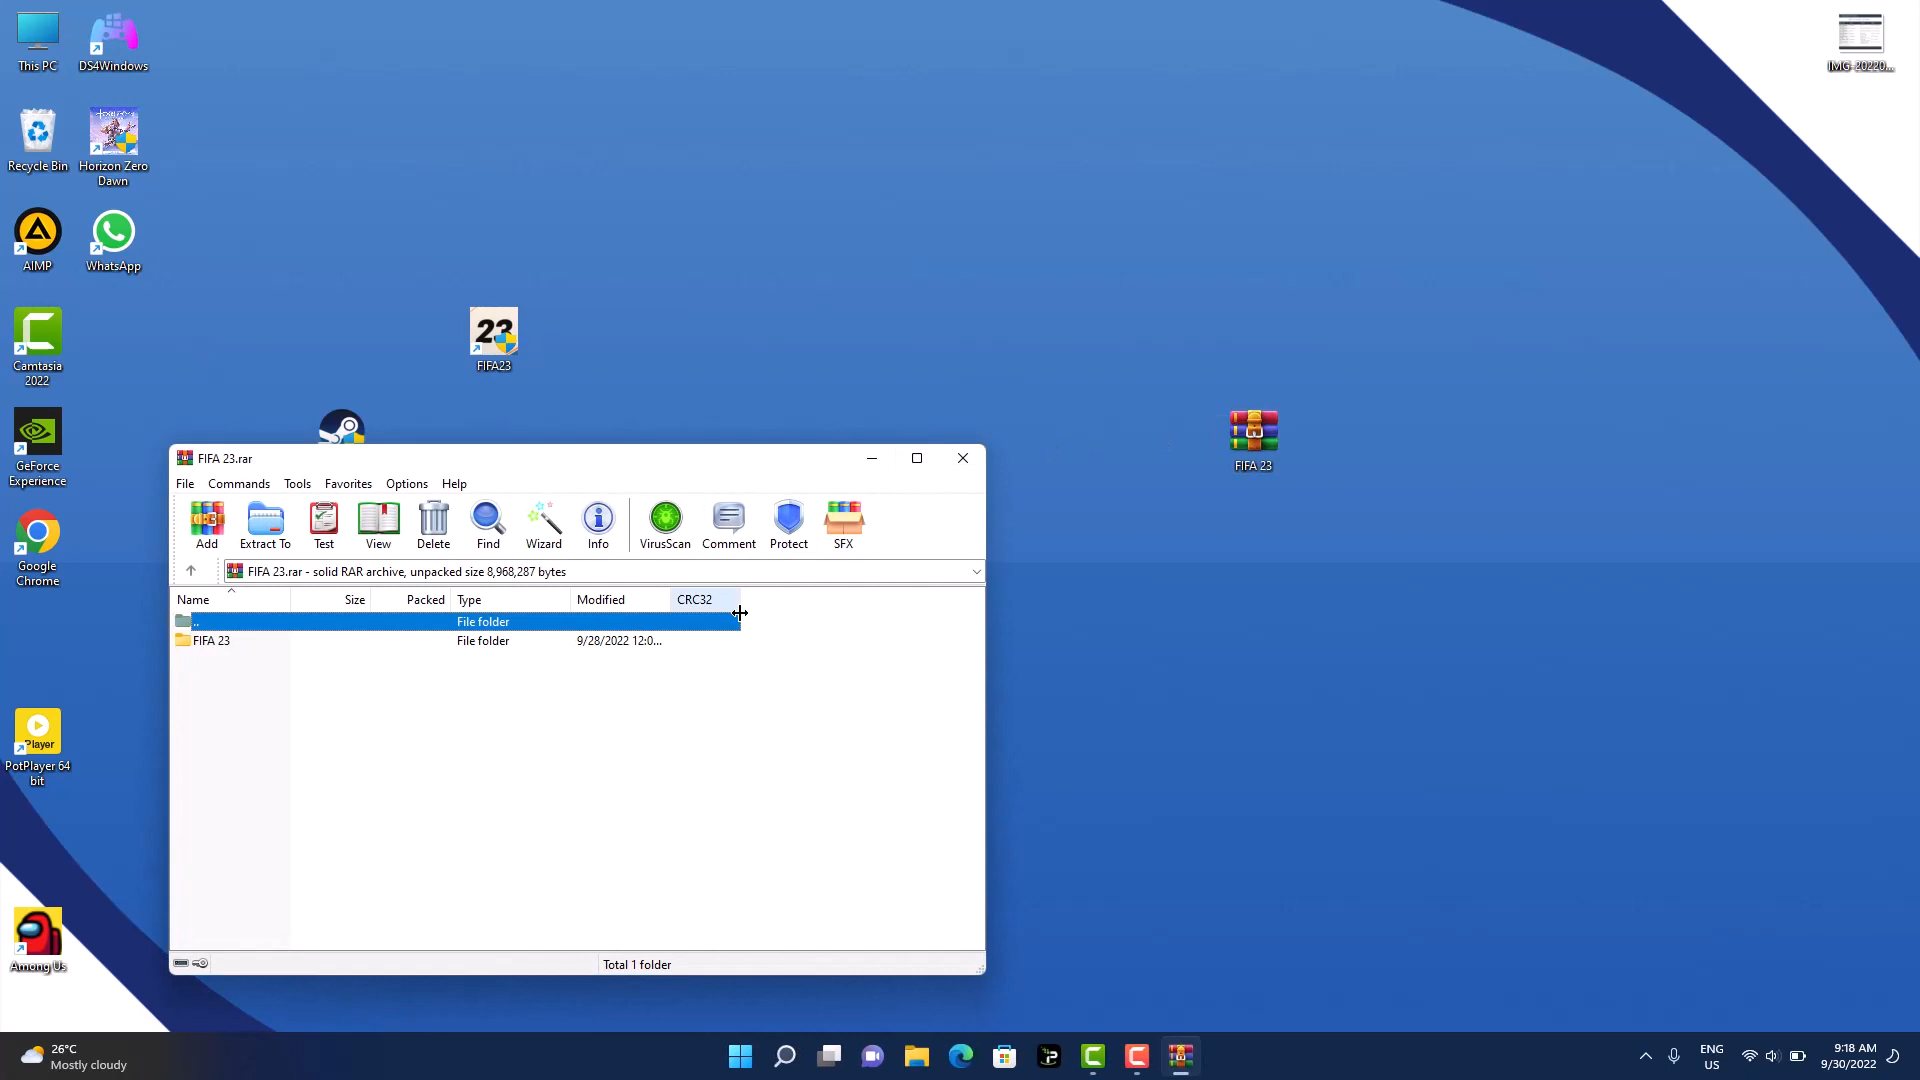 This PC
DS4Windows
IMG-20220...
Recycle Bin
Horizon Zero
Dawn
AIMP
WhatsApp
Camtasia
2022
23
FIFA23
GeForce
Experience
FIFA 23
Google
Chrome
Player
PotPlayer 64
bit
Among Us
FIFA 23.rar
File Commands Tools Favorites Options Help
Add Extract To Test View Delete Find Wizard Info VirusScan Comment Protect SFX
FIFA 23.rar - solid RAR archive, unpacked size 8,968,287 bytes
Name Size Packed Type Modified CRC32
.. File folder
FIFA 23 File folder 9/28/2022 12:0...
Total 1 folder
26°C
Mostly cloudy
ENG
US
9:18 AM
9/30/2022